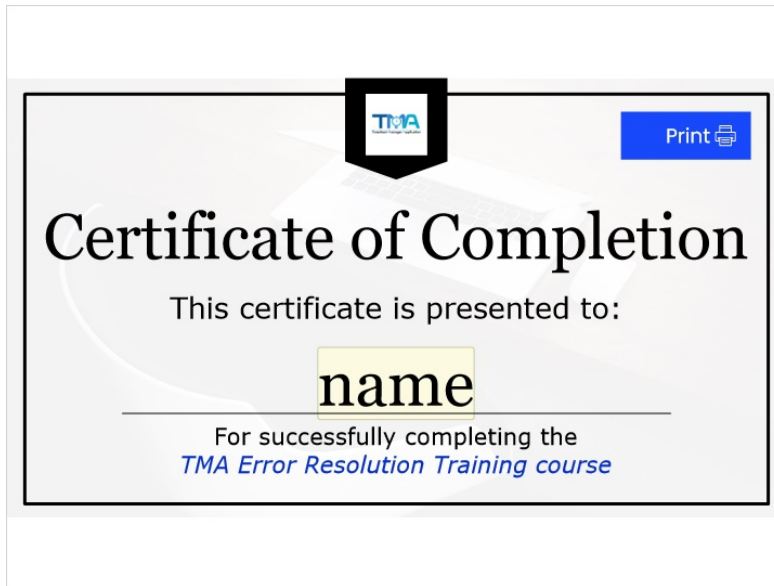 TMA
Print
Certificate of Completion
This certificate is presented to:
name
For successfully completing the
TMA Error Resolution Training course